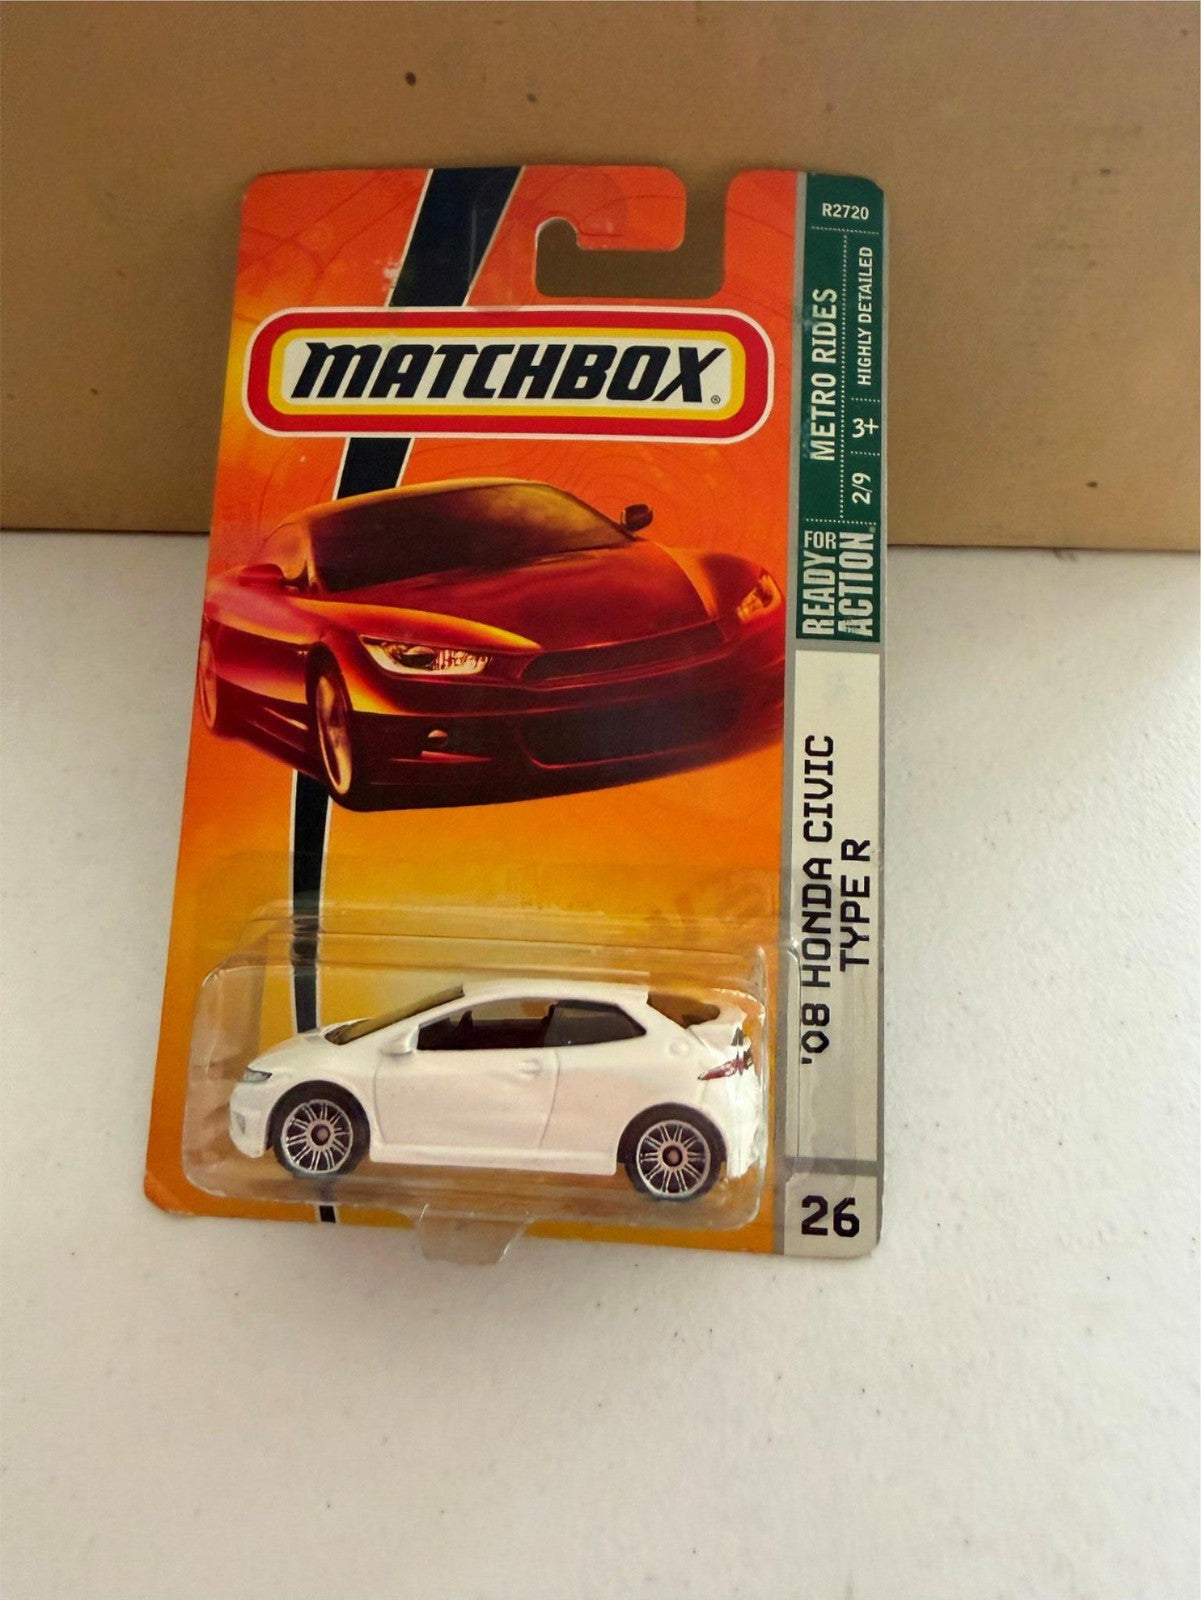 MATCHBOX®
R2720
METRO RIDES
HIGHLY DETAILED
3+
2/9
READY FOR
ACTION®
'08 HONDA CIVIC
TYPE R
26